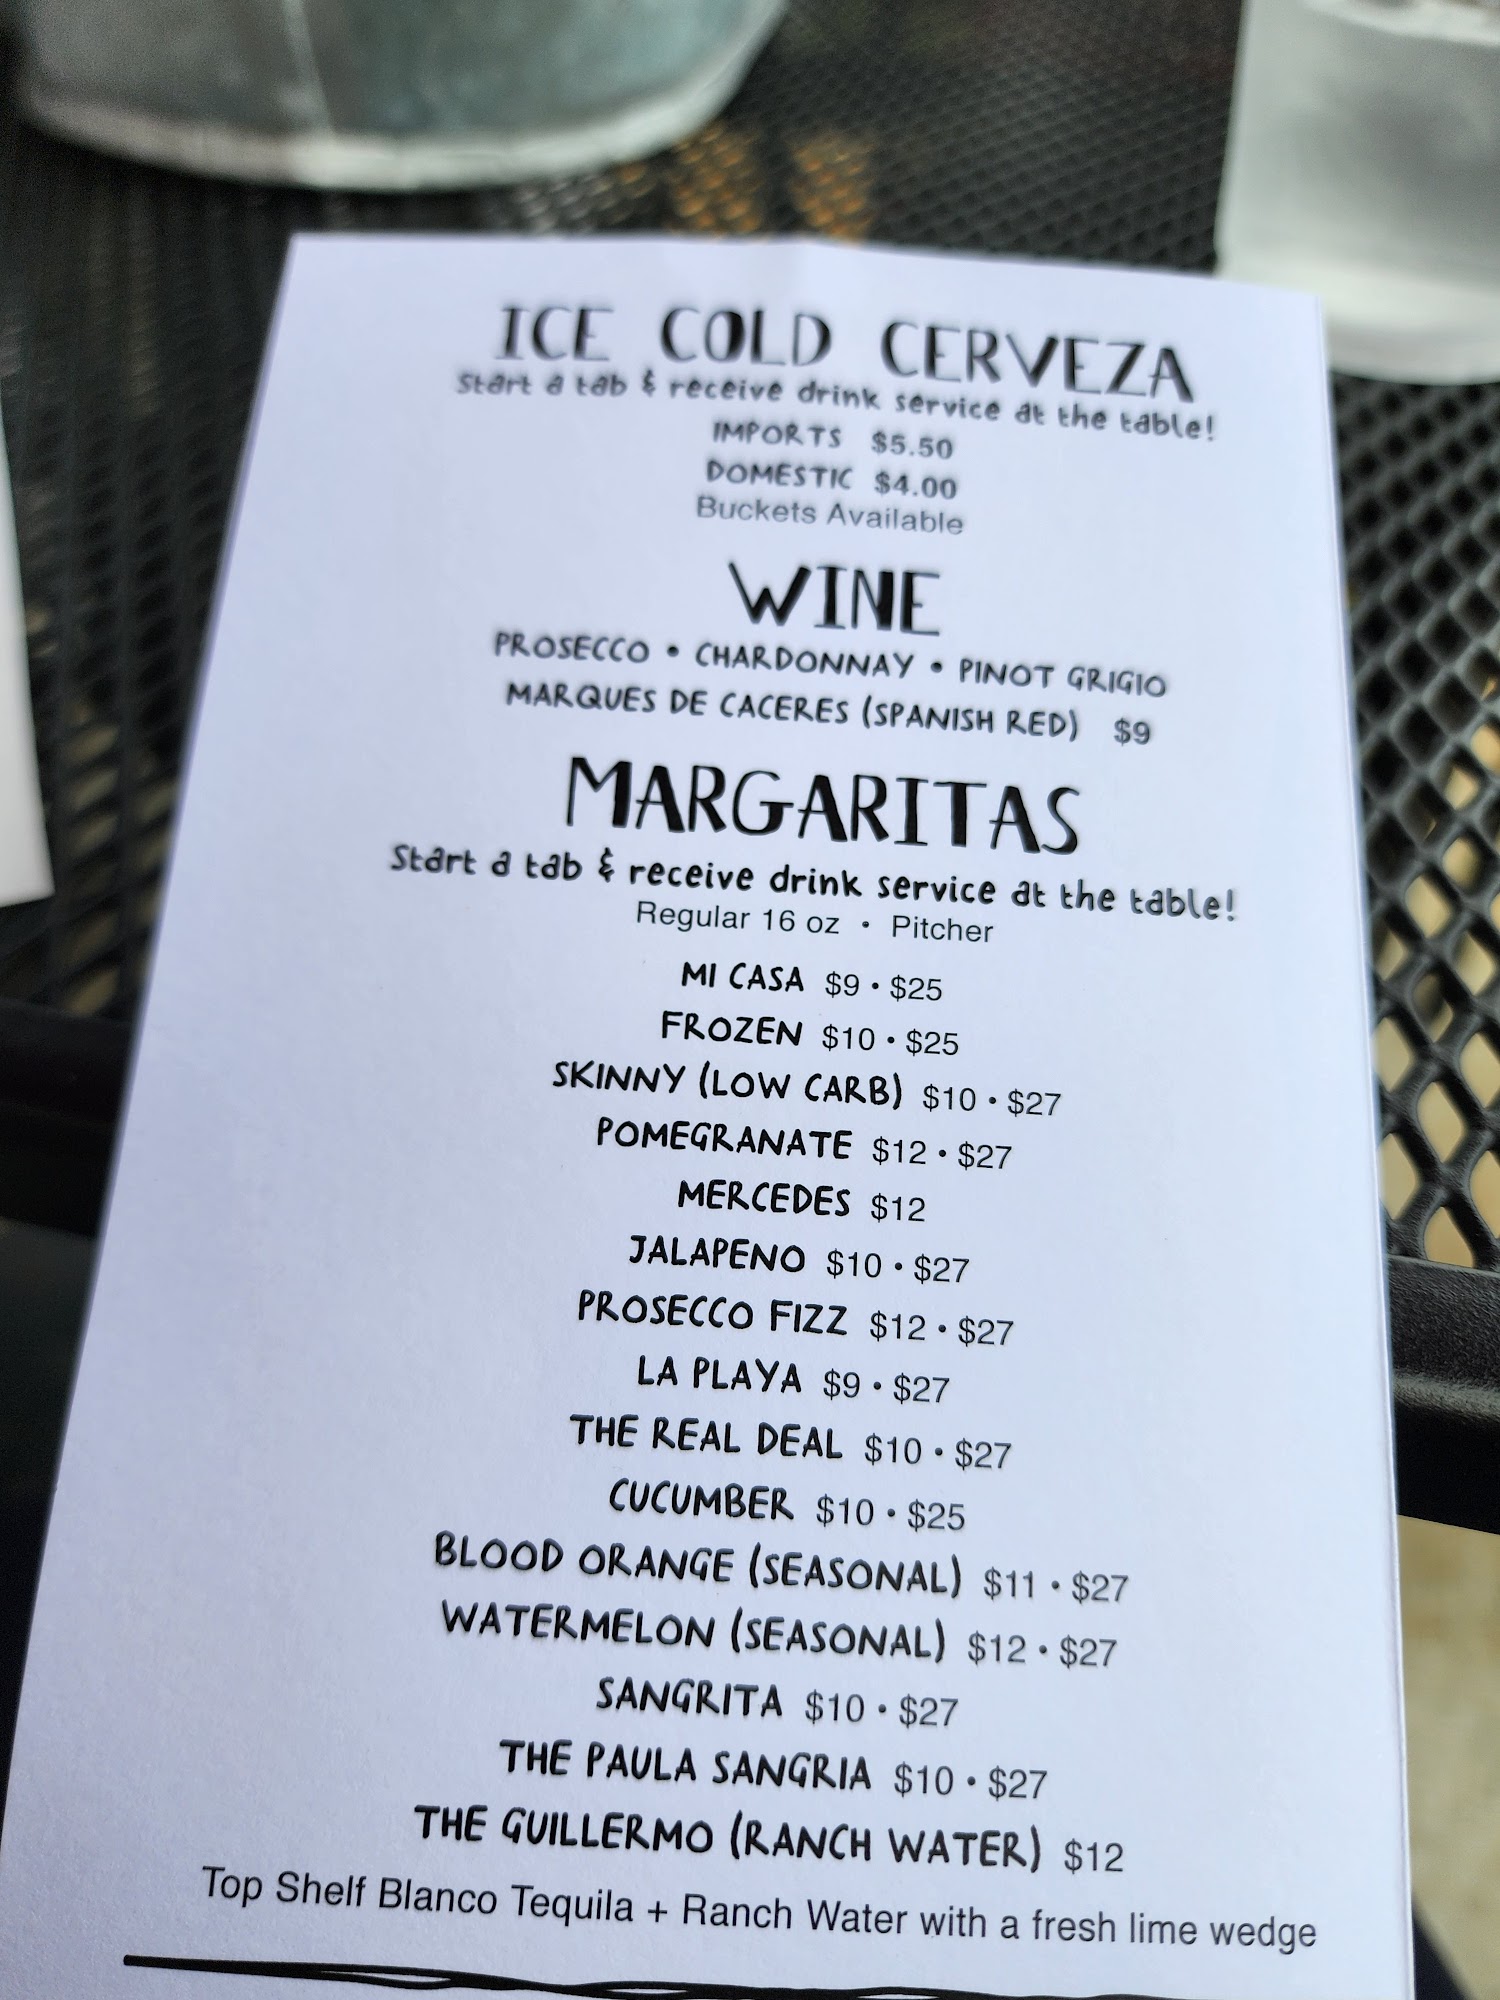 ICE COLD CERVEZA
Start a tab & receive drink service at the table!
IMPORTS $5.50
DOMESTIC $4.00
Buckets Available
WINE
PROSECCO • CHARDONNAY • PINOT GRIGIO
MARQUES DE CACERES (SPANISH RED) $9
MARGARITAS
Start a tab & receive drink service at the table!
Regular 16 oz • Pitcher
MI CASA $9 • $25
FROZEN $10 • $25
SKINNY (LOW CARB) $10 • $27
POMEGRANATE $12 • $27
MERCEDES $12
JALAPENO $10 • $27
PROSECCO FIZZ $12 • $27
LA PLAYA $9 • $27
THE REAL DEAL $10 • $27
CUCUMBER $10 • $25
BLOOD ORANGE (SEASONAL) $11 • $27
WATERMELON (SEASONAL) $12 • $27
SANGRITA $10 • $27
THE PAULA SANGRIA $10 • $27
THE GUILLERMO (RANCH WATER) $12
Top Shelf Blanco Tequila + Ranch Water with a fresh lime wedge